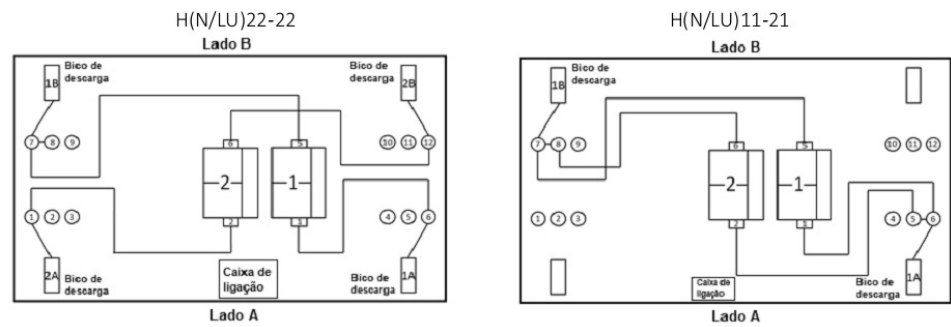 H(N/LU)22-22
Lado B
Bico de
descarga
1B
Bico de
descarga
2B
7 8 9
6 5
10 11 12
2 1
1 2 3
2
4 5 6
2A
Bico de
descarga
Caixa de
ligação
Bico de
descarga
1A
Lado A
H(N/LU)11-21
Lado B
1B
Bico de
descarga
7 8 9
6 5
10 11 12
2 1
1 2 3
2
4 5 6
Caixa de
ligação
Bico de
descarga
1A
Lado A